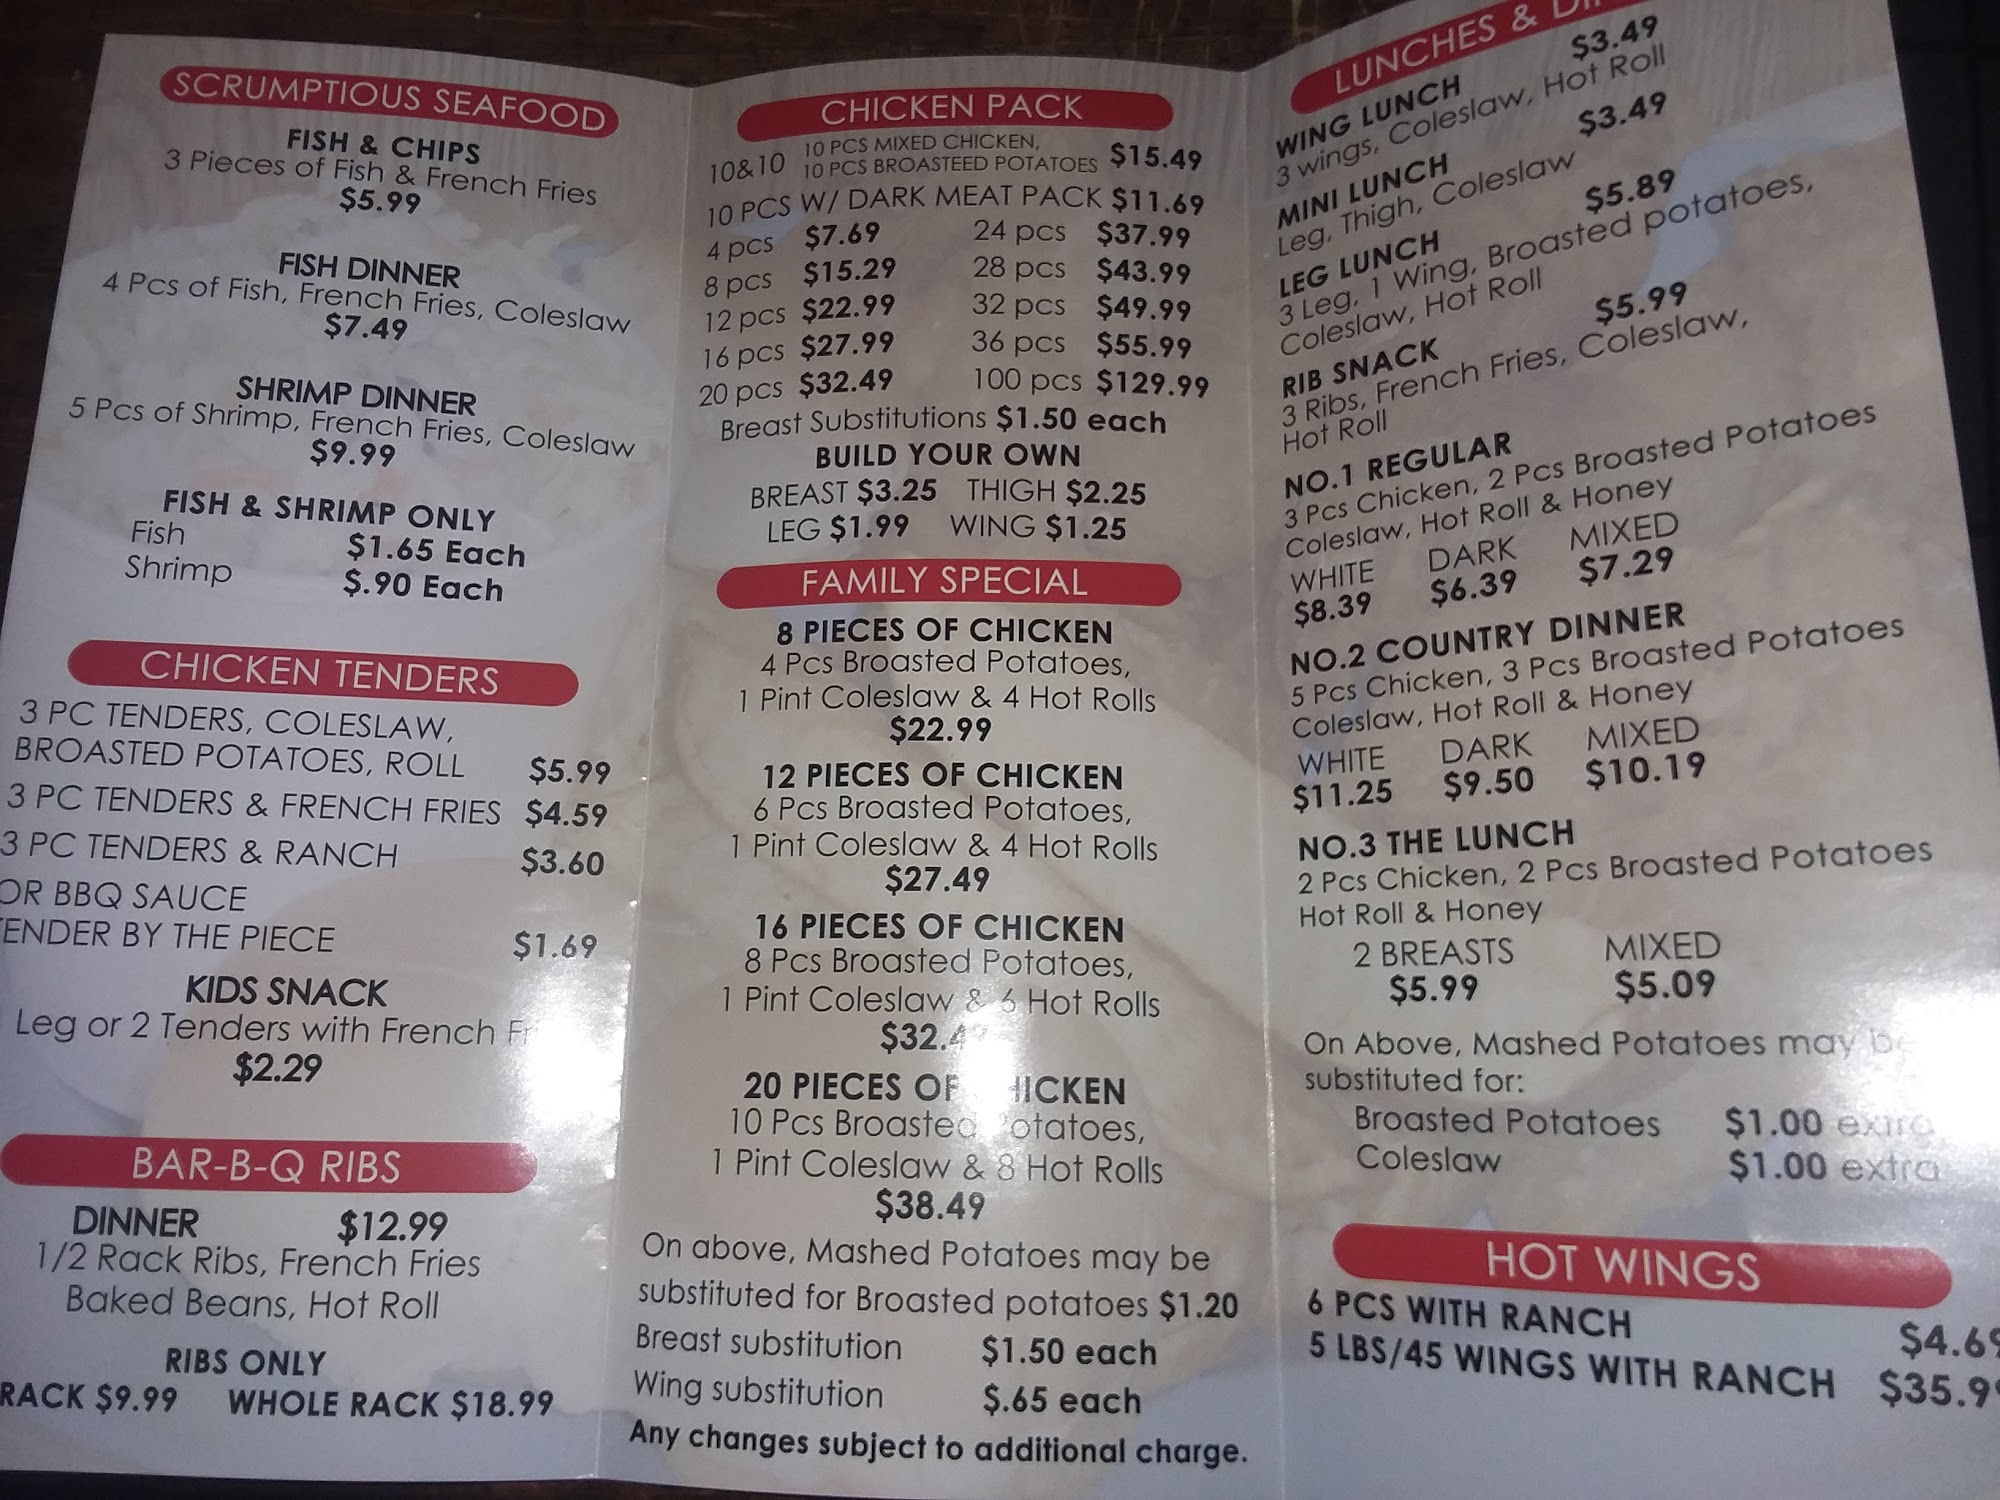 SCRUMPTIOUS SEAFOOD
FISH & CHIPS
3 Pieces of Fish & French Fries
$5.99
FISH DINNER
4 Pcs of Fish, French Fries, Coleslaw
$7.49
SHRIMP DINNER
5 Pcs of Shrimp, French Fries, Coleslaw
$9.99
FISH & SHRIMP ONLY
Fish $1.65 Each
Shrimp $.90 Each
CHICKEN TENDERS
3 PC TENDERS, COLESLAW,
BROASTED POTATOES, ROLL $5.99
3 PC TENDERS & FRENCH FRIES $4.59
3 PC TENDERS & RANCH $3.60
OR BBQ SAUCE
ENDER BY THE PIECE $1.69
KIDS SNACK
Leg or 2 Tenders with French
$2.29
BAR-B-Q RIBS
DINNER $12.99
1/2 Rack Ribs, French Fries
Baked Beans, Hot Roll
RIBS ONLY
RACK $9.99 WHOLE RACK $18.99
CHICKEN PACK
10&10 10 PCS MIXED CHICKEN,
10 PCS BROASTEED POTATOES $15.49
10 PCS W/ DARK MEAT PACK $11.69
4 pcs $7.69 24 pcs $37.99
8 pcs $15.29 28 pcs $43.99
12 pcs $22.99 32 pcs $49.99
16 pcs $27.99 36 pcs $55.99
20 pcs $32.49 100 pcs $129.99
Breast Substitutions $1.50 each
BUILD YOUR OWN
BREAST $3.25 THIGH $2.25
LEG $1.99 WING $1.25
FAMILY SPECIAL
8 PIECES OF CHICKEN
4 Pcs Broasted Potatoes,
1 Pint Coleslaw & 4 Hot Rolls
$22.99
12 PIECES OF CHICKEN
6 Pcs Broasted Potatoes,
1 Pint Coleslaw & 4 Hot Rolls
$27.49
16 PIECES OF CHICKEN
8 Pcs Broasted Potatoes,
1 Pint Coleslaw & 6 Hot Rolls
$32.4
20 PIECES OF CHICKEN
10 Pcs Broasted Potatoes,
1 Pint Coleslaw & 8 Hot Rolls
$38.49
On above, Mashed Potatoes may be
substituted for Broasted potatoes $1.20
Breast substitution $1.50 each
Wing substitution $.65 each
Any changes subject to additional charge.
LUNCHES &
WING LUNCH $3.49
3 wings, Coleslaw, Hot Roll
MINI LUNCH $3.49
Leg, Thigh, Coleslaw
LEG LUNCH $5.89
3 Leg, 1 Wing, Broasted potatoes,
Coleslaw, Hot Roll
RIB SNACK $5.99
3 Ribs, French Fries, Coleslaw,
Hot Roll
NO.1 REGULAR
3 Pcs Chicken, 2 Pcs Broasted Potatoes
Coleslaw, Hot Roll & Honey
WHITE DARK MIXED
$8.39 $6.39 $7.29
NO.2 COUNTRY DINNER
5 Pcs Chicken, 3 Pcs Broasted Potatoes
Coleslaw, Hot Roll & Honey
WHITE DARK MIXED
$11.25 $9.50 $10.19
NO.3 THE LUNCH
2 Pcs Chicken, 2 Pcs Broasted Potatoes
Hot Roll & Honey
2 BREASTS MIXED
$5.99 $5.09
On Above, Mashed Potatoes may be
substituted for:
Broasted Potatoes $1.00 extra
Coleslaw $1.00 extra
HOT WINGS
6 PCS WITH RANCH $4.69
5 LBS/45 WINGS WITH RANCH $35.9